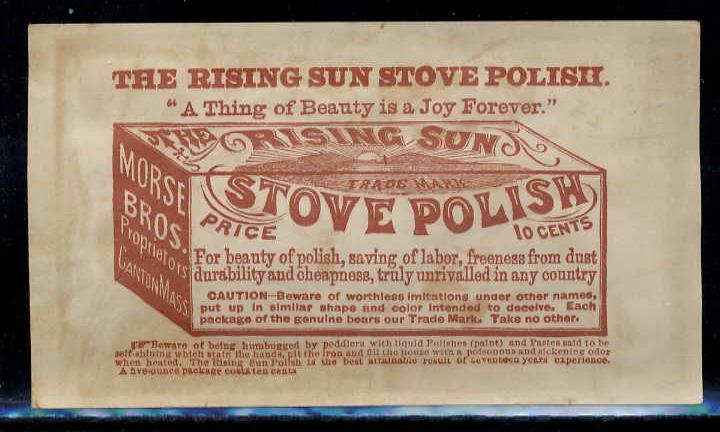 THE RISING SUN STOVE POLISH.
"A Thing of Beauty is a Joy Forever."
THE RISING SUN
TRADE MARK
STOVE POLISH
PRICE 10 CENTS
MORSE
BROS.
Proprietors
CANTON MASS.
For beauty of polish, saving of labor, freeness from dust
durability and cheapness, truly unrivalled in any country
CAUTION—Beware of worthless imitations under other names,
put up in similar shape and color intended to deceive. Each
package of the genuine bears our Trade Mark. Take no other.
☞Beware of being humbugged by peddlers with liquid Polishes (paint) and Pastes said to be
self-shining which stain the hands, pit the iron and fill the house with a poisonous and sickening odor
when heated. The Rising Sun Polish is the best attainable result of seventeen years experience.
A five-ounce package costs ten cents